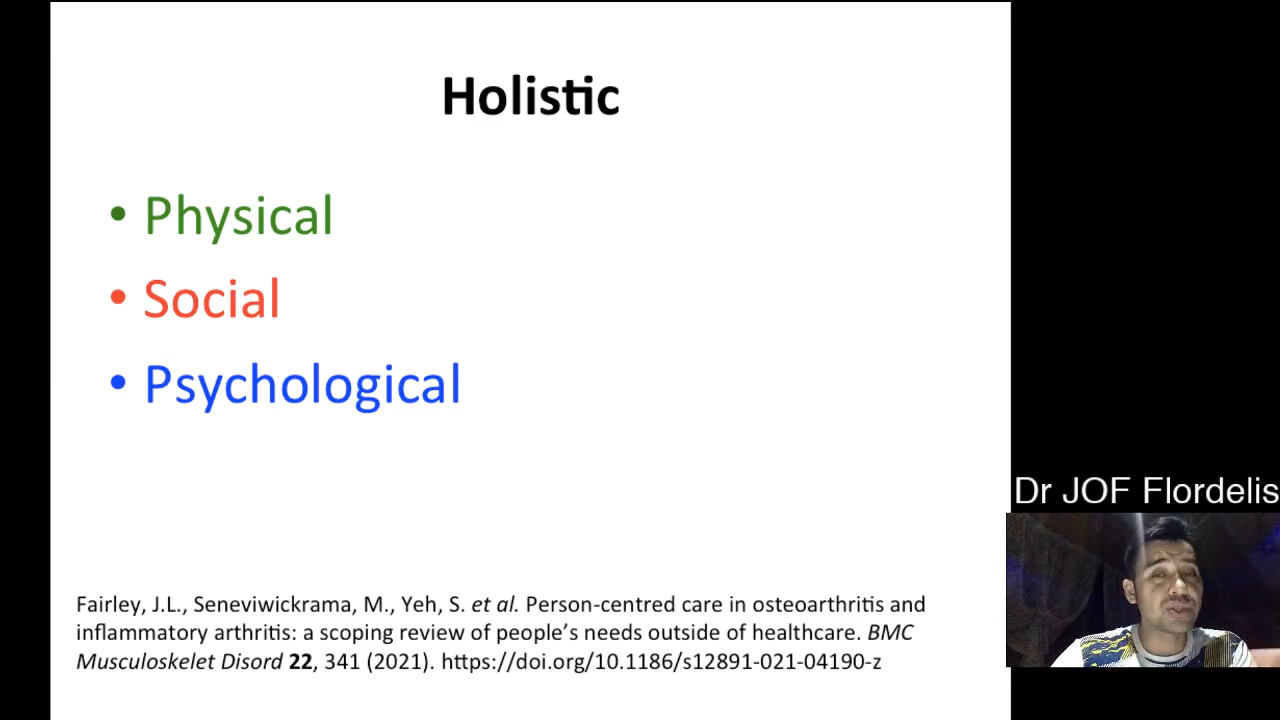 Holistic
• Physical
• Social
• Psychological
Dr JOF Flordelis
Fairley, J.L., Seneviwickrama, M., Yeh, S. et al. Person-centred care in osteoarthritis and
inflammatory arthritis: a scoping review of people’s needs outside of healthcare. BMC
Musculoskelet Disord 22, 341 (2021). https://doi.org/10.1186/s12891-021-04190-z